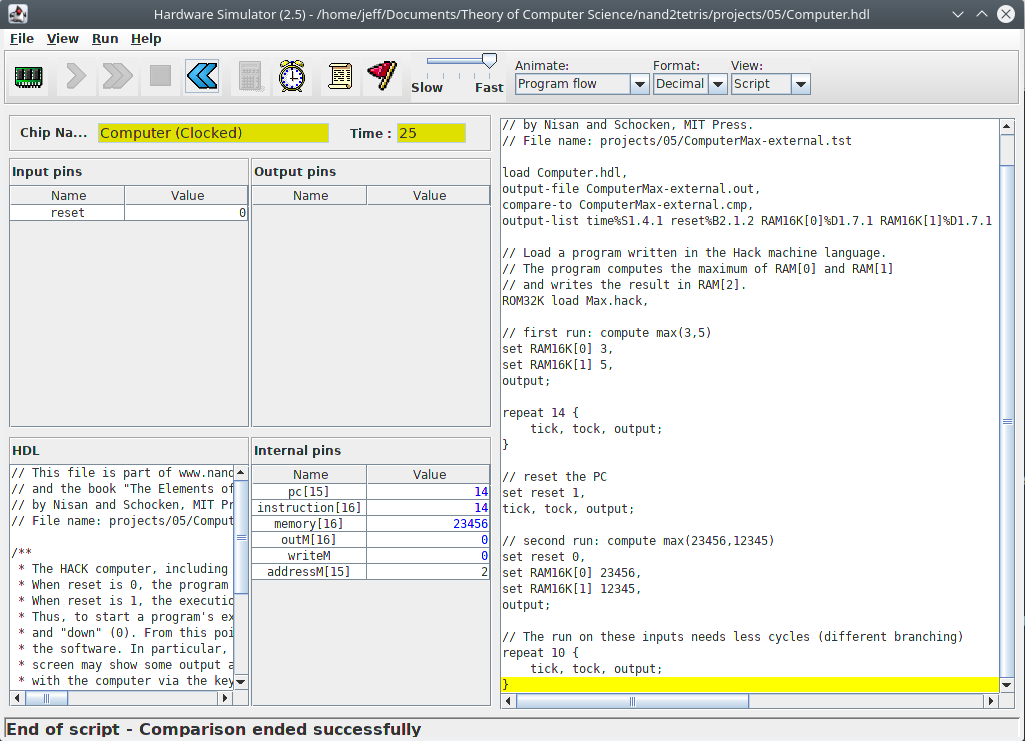 Hardware Simulator (2.5) - /home/jeff/Documents/Theory of Computer Science/nand2tetris/projects/05/Computer.hdl
File View Run Help
Slow Fast
Animate:
Program flow
Format:
Decimal
View:
Script
Chip Na... Computer (Clocked) Time : 25
Input pins
Name Value
reset 0
Output pins
Name Value
HDL
// This file is part of www.nand
// and the book "The Elements of
// by Nisan and Schocken, MIT Pr
// File name: projects/05/Comput
/**
* The HACK computer, including
* When reset is 0, the program
* When reset is 1, the executio
* Thus, to start a program's ex
* and "down" (0). From this poi
* the software. In particular,
* screen may show some output a
* with the computer via the key
Internal pins
Name Value
pc[15] 14
instruction[16] 14
memory[16] 23456
outM[16] 0
writeM 0
addressM[15] 2
// by Nisan and Schocken, MIT Press.
// File name: projects/05/ComputerMax-external.tst
load Computer.hdl,
output-file ComputerMax-external.out,
compare-to ComputerMax-external.cmp,
output-list time%S1.4.1 reset%B2.1.2 RAM16K[0]%D1.7.1 RAM16K[1]%D1.7.1
// Load a program written in the Hack machine language.
// The program computes the maximum of RAM[0] and RAM[1]
// and writes the result in RAM[2].
ROM32K load Max.hack,
// first run: compute max(3,5)
set RAM16K[0] 3,
set RAM16K[1] 5,
output;
repeat 14 {
tick, tock, output;
}
// reset the PC
set reset 1,
tick, tock, output;
// second run: compute max(23456,12345)
set reset 0,
set RAM16K[0] 23456,
set RAM16K[1] 12345,
output;
// The run on these inputs needs less cycles (different branching)
repeat 10 {
tick, tock, output;
}
End of script - Comparison ended successfully